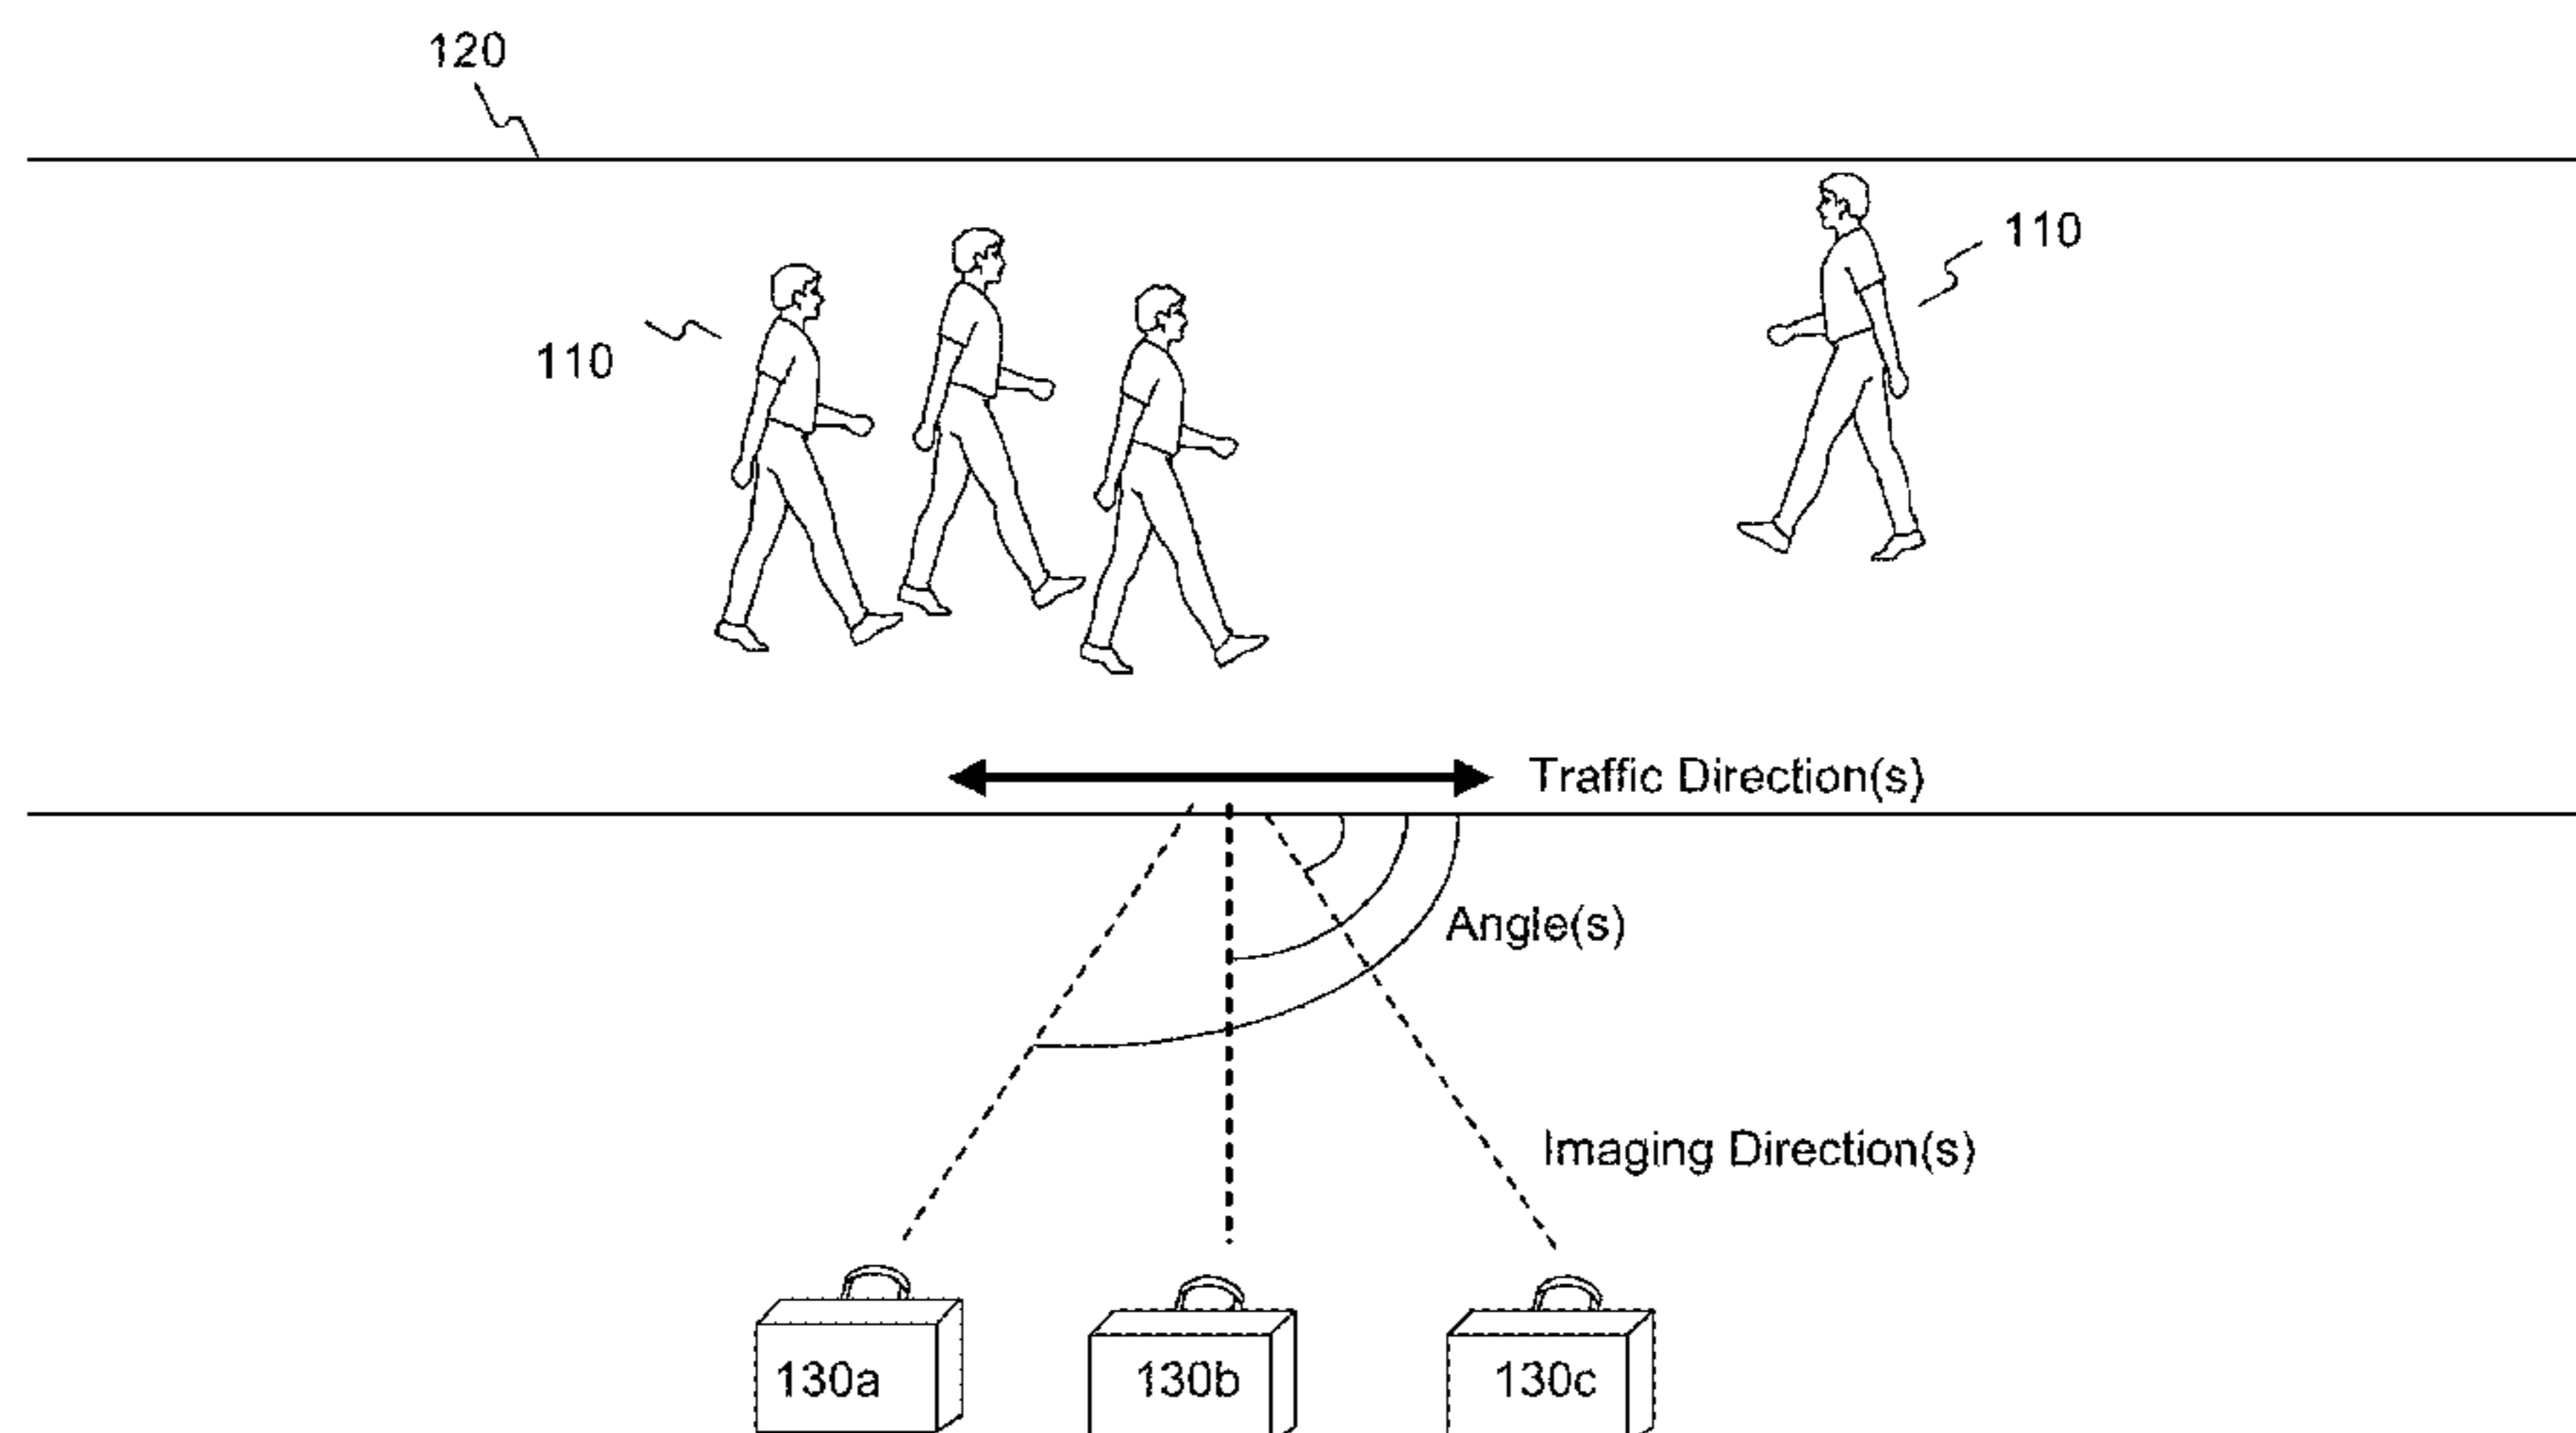 120
110
110
Traffic Direction(s)
Angle(s)
Imaging Direction(s)
130a
130b
130c